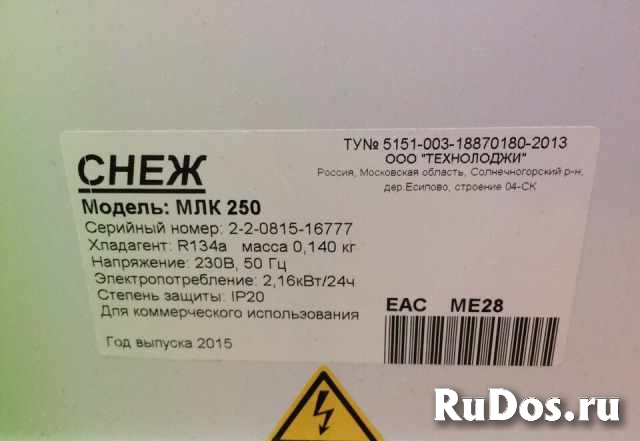 ТУ№ 5151-003-18870180-2013
ООО "ТЕХНОЛОДЖИ"
Россия, Московская область, Солнечногорский р-н,
дер.Есипово, строение 04-СК
СНЕЖ
Модель: МЛК 250
Серийный номер: 2-2-0815-16777
Хладагент: R134a масса 0,140 кг
Напряжение: 230В, 50 Гц
Электропотребление: 2,16кВт/24ч
Степень защиты: IP20
Для коммерческого использования
EAC ME28
Год выпуска 2015
RuDos.ru